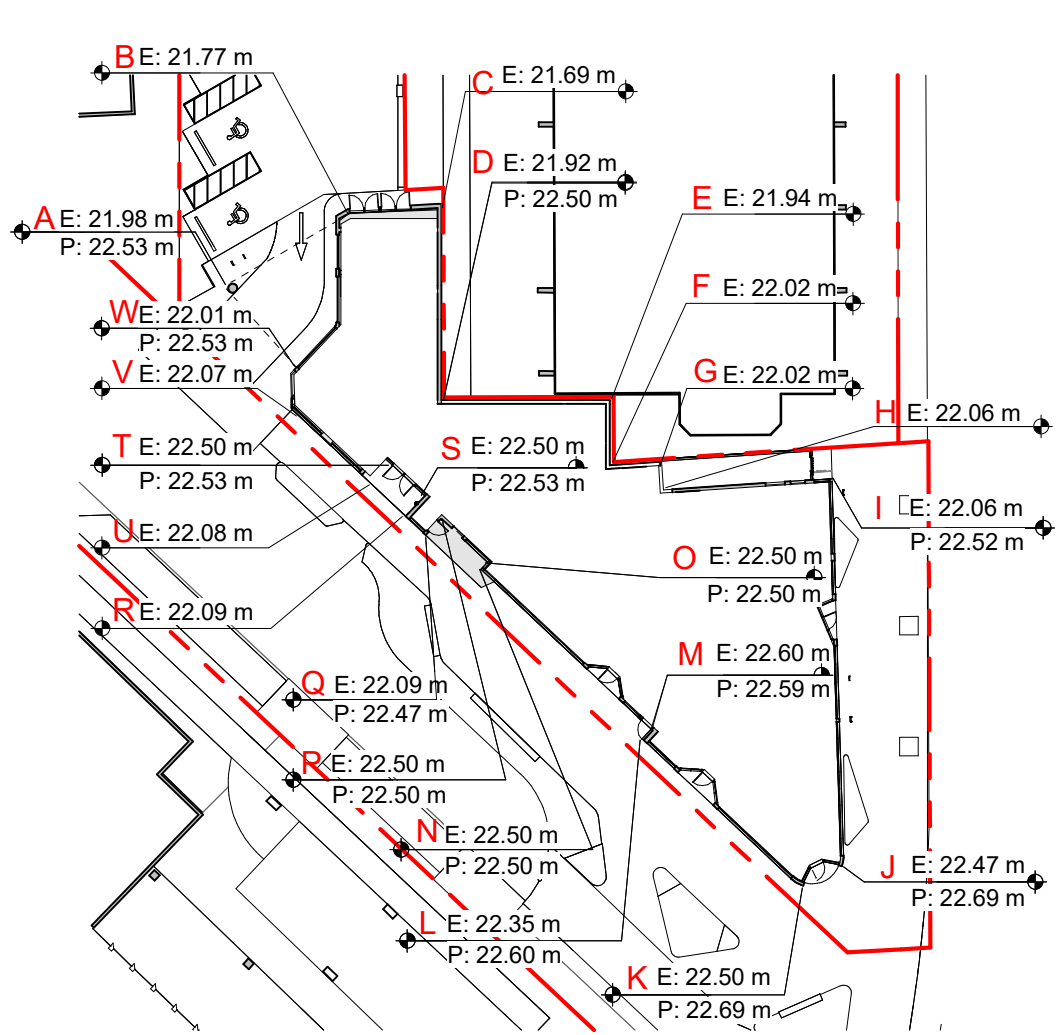 B E: 21.77 m
C E: 21.69 m
D E: 21.92 m
P: 22.50 m
A E: 21.98 m
P: 22.53 m
E E: 21.94 m
F E: 22.02 m
W E: 22.01 m
P: 22.53 m
V E: 22.07 m
G E: 22.02 m
H E: 22.06 m
T E: 22.50 m
P: 22.53 m
S E: 22.50 m
P: 22.53 m
I E: 22.06 m
P: 22.52 m
U E: 22.08 m
O E: 22.50 m
P: 22.50 m
R E: 22.09 m
M E: 22.60 m
P: 22.59 m
Q E: 22.09 m
P: 22.47 m
P E: 22.50 m
P: 22.50 m
N E: 22.50 m
P: 22.50 m
J E: 22.47 m
P: 22.69 m
L E: 22.35 m
P: 22.60 m
K E: 22.50 m
P: 22.69 m